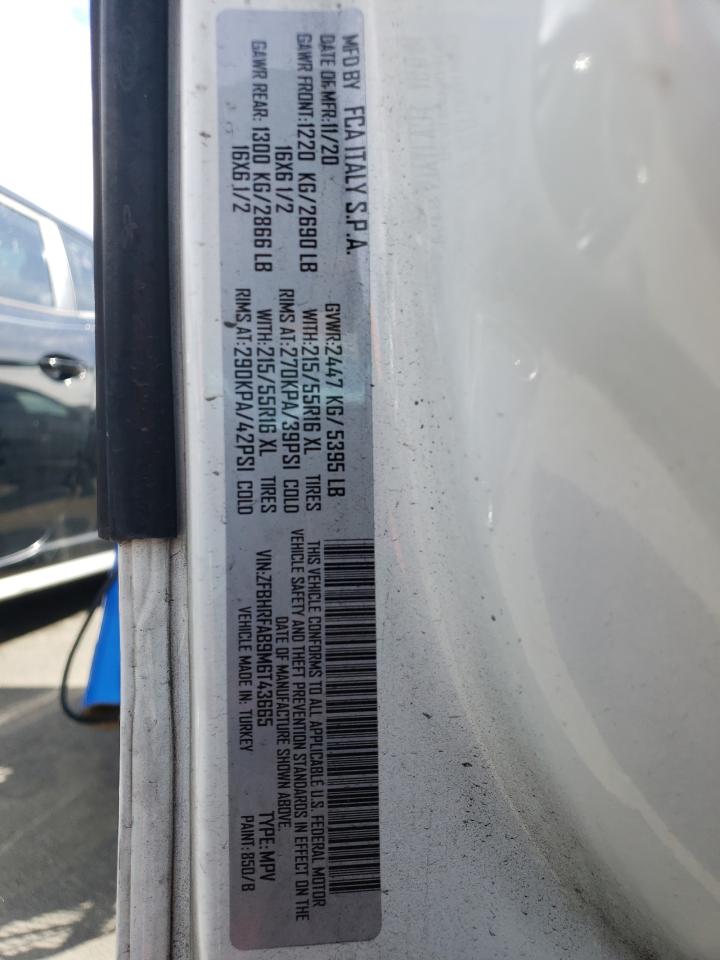 MFD BY FCA ITALY S.P.A.
DATE OF MFR:11/20 GVWR:2447 KG/5395 LB
GAWR FRONT:1220 KG/2690 LB WITH:215/55R16 XL TIRES
16X6.1/2 RIMS AT:270KPA/39PSI COLD
GAWR REAR:1300 KG/2866 LB WITH:215/55R16 XL TIRES
16X6.1/2 RIMS AT:290KPA/42PSI COLD
THIS VEHICLE CONFORMS TO ALL APPLICABLE U.S. FEDERAL MOTOR
VEHICLE SAFETY AND THEFT PREVENTION STANDARDS IN EFFECT ON THE
DATE OF MANUFACTURE SHOWN ABOVE.
VIN:ZFBHRFAB9M6T43665 TYPE:MPV
VEHICLE MADE IN: TURKEY PAINT:850/B